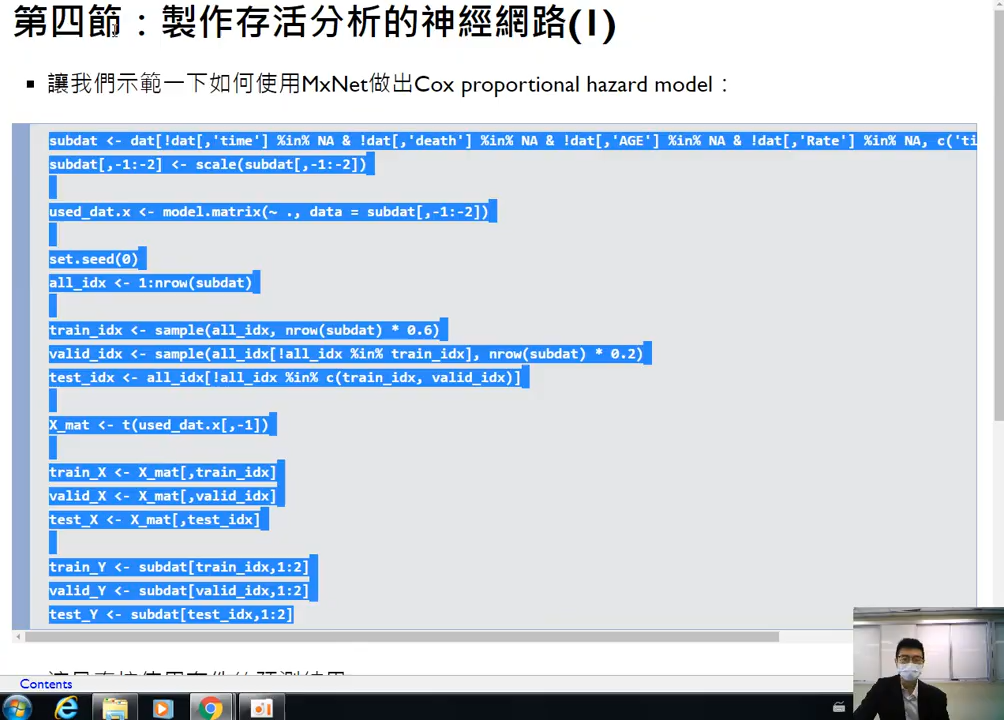 第四節：製作存活分析的神經網路(1)
讓我們示範一下如何使用MxNet做出Cox proportional hazard model：
subdat <- dat[!dat[,'time'] %in% NA & !dat[,'death'] %in% NA & !dat[,'AGE'] %in% NA & !dat[,'Rate'] %in% NA, c('ti
subdat[,-1:-2] <- scale(subdat[,-1:-2])
used_dat.x <- model.matrix(~ ., data = subdat[,-1:-2])
set.seed(0)
all_idx <- 1:nrow(subdat)
train_idx <- sample(all_idx, nrow(subdat) * 0.6)
valid_idx <- sample(all_idx[!all_idx %in% train_idx], nrow(subdat) * 0.2)
test_idx <- all_idx[!all_idx %in% c(train_idx, valid_idx)]
X_mat <- t(used_dat.x[,-1])
train_X <- X_mat[,train_idx]
valid_X <- X_mat[,valid_idx]
test_X <- X_mat[,test_idx]
train_Y <- subdat[train_idx,1:2]
valid_Y <- subdat[valid_idx,1:2]
test_Y <- subdat[test_idx,1:2]
Contents